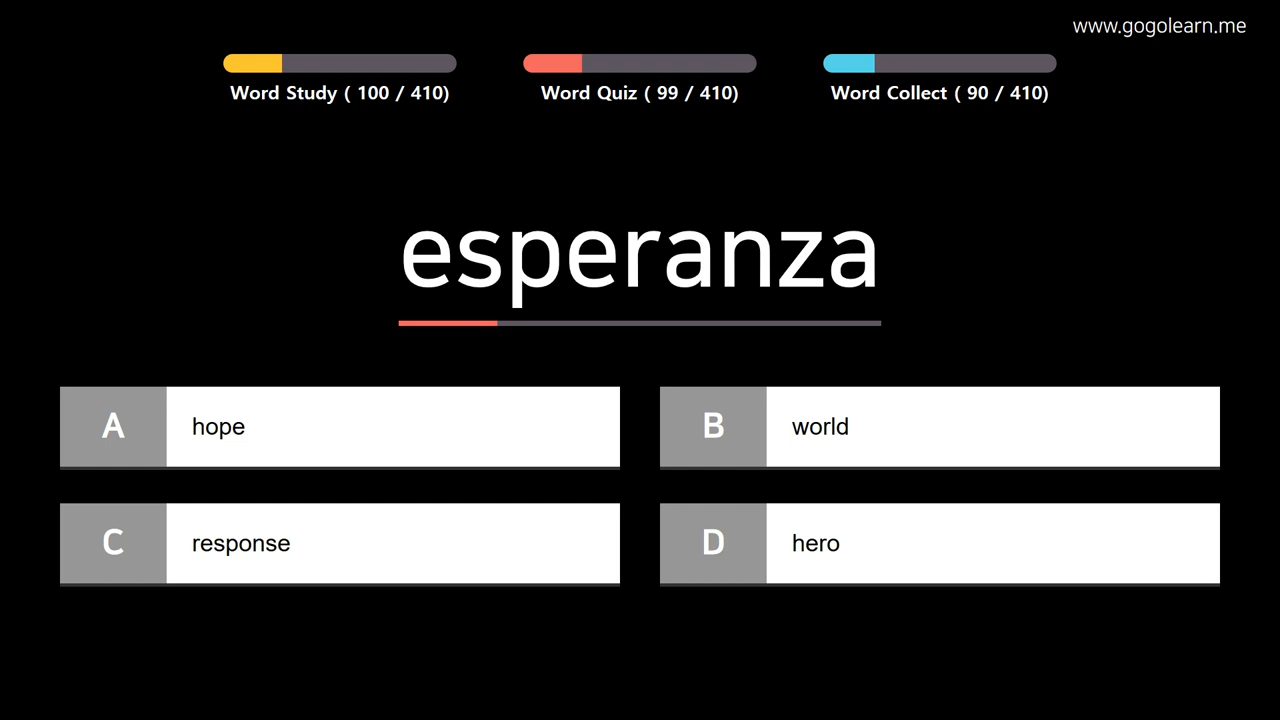 www.gogolearn.me
Word Study ( 100 / 410)
Word Quiz ( 99 / 410)
Word Collect ( 90 / 410)
esperanza
A hope
B world
C response
D hero